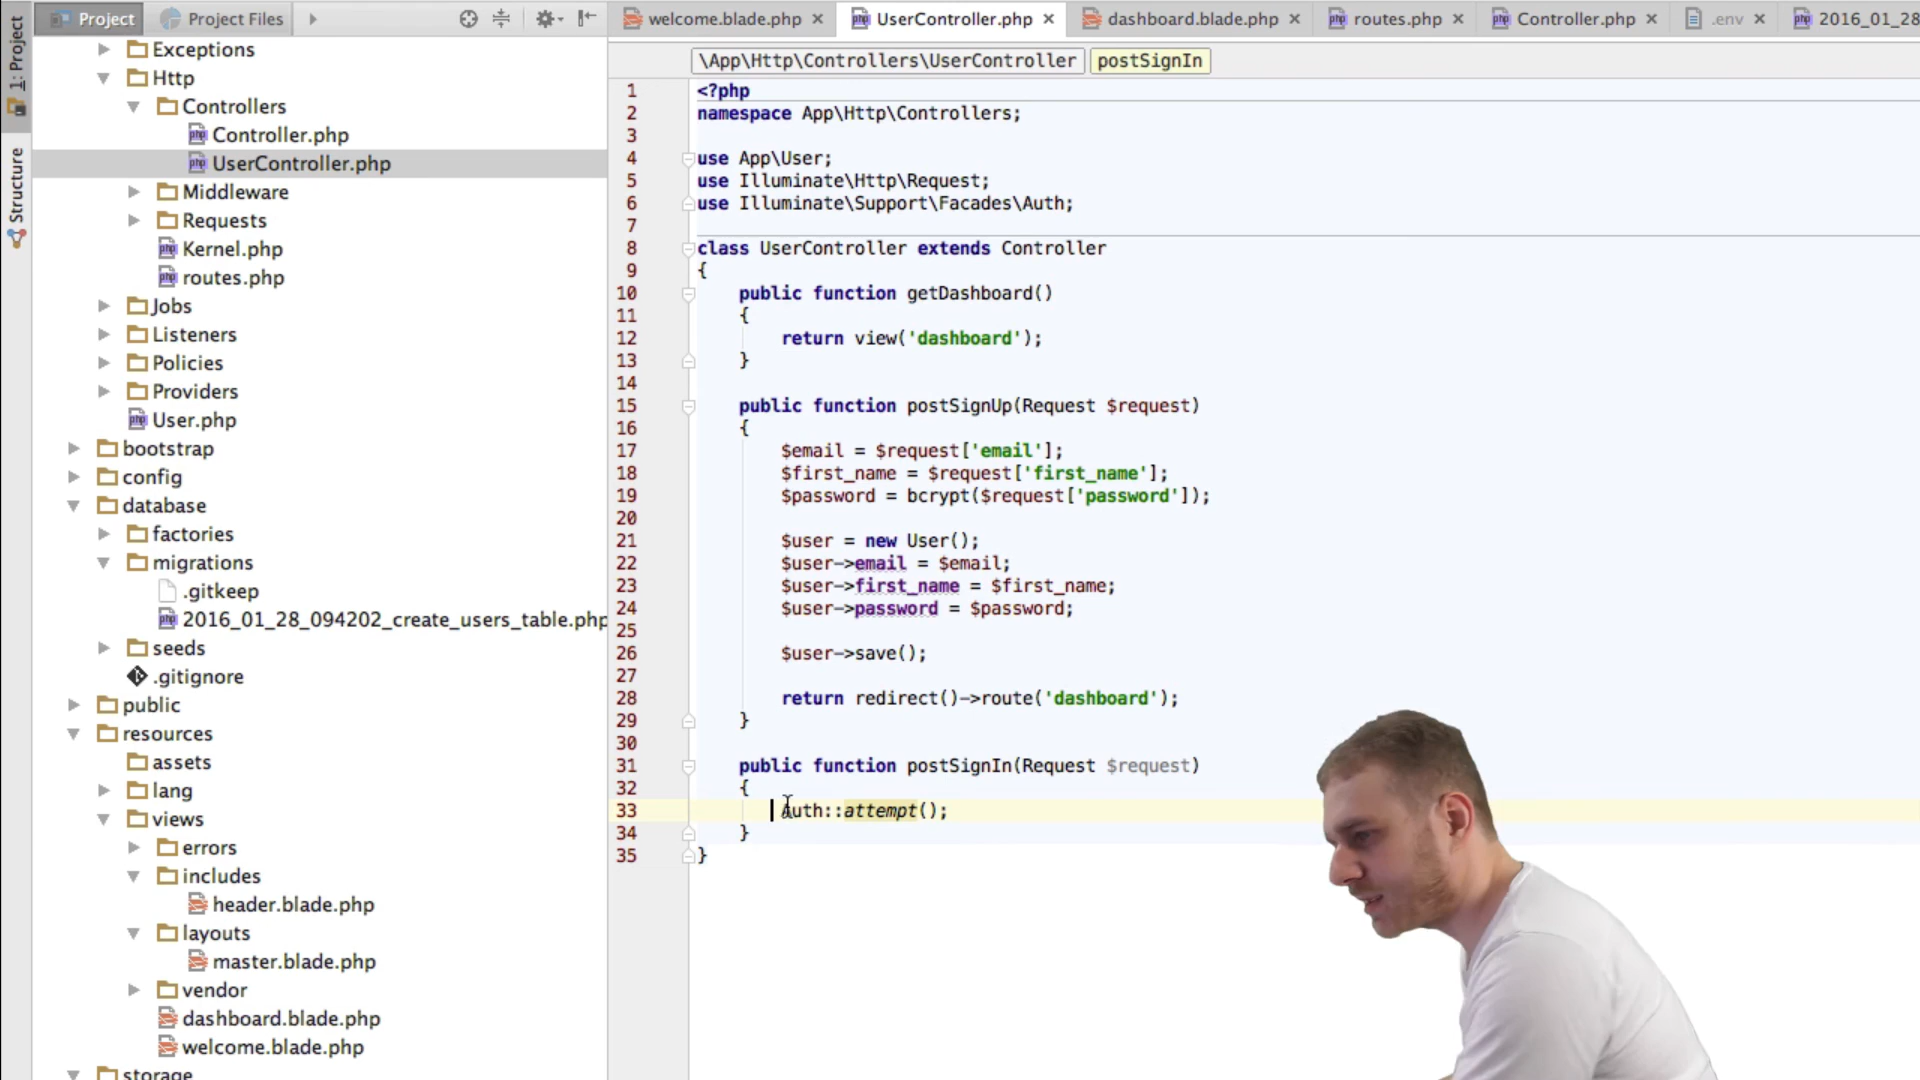 1: Project
Structure
Project
Project Files
welcome.blade.php
UserController.php
dashboard.blade.php
routes.php
Controller.php
.env
2016_01_28
\App\Http\Controllers\UserController
postSignIn
Exceptions
Http
Controllers
Controller.php
UserController.php
Middleware
Requests
Kernel.php
routes.php
Jobs
Listeners
Policies
Providers
User.php
bootstrap
config
database
factories
migrations
.gitkeep
2016_01_28_094202_create_users_table.php
seeds
.gitignore
public
resources
assets
lang
views
errors
includes
header.blade.php
layouts
master.blade.php
vendor
dashboard.blade.php
welcome.blade.php
storage
1 <?php
2 namespace App\Http\Controllers;
3
4 use App\User;
5 use Illuminate\Http\Request;
6 use Illuminate\Support\Facades\Auth;
7
8 class UserController extends Controller
9 {
10 public function getDashboard()
11 {
12 return view('dashboard');
13 }
14
15 public function postSignUp(Request $request)
16 {
17 $email = $request['email'];
18 $first_name = $request['first_name'];
19 $password = bcrypt($request['password']);
20
21 $user = new User();
22 $user->email = $email;
23 $user->first_name = $first_name;
24 $user->password = $password;
25
26 $user->save();
27
28 return redirect()->route('dashboard');
29 }
30
31 public function postSignIn(Request $request)
32 {
33 Auth::attempt();
34 }
35 }